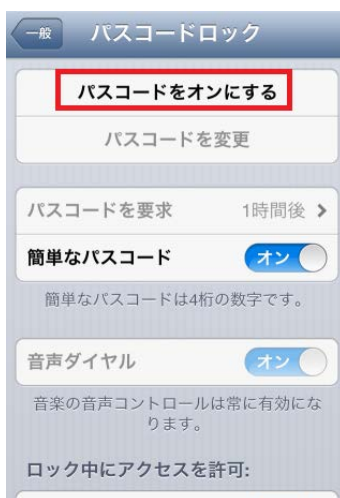 一般
パスコードロック
パスコードをオンにする
パスコードを変更
パスコードを要求 1時間後
簡単なパスコード オン
簡単なパスコードは4桁の数字です。
音声ダイヤル オン
音楽の音声コントロールは常に有効にな
ります。
ロック中にアクセスを許可: